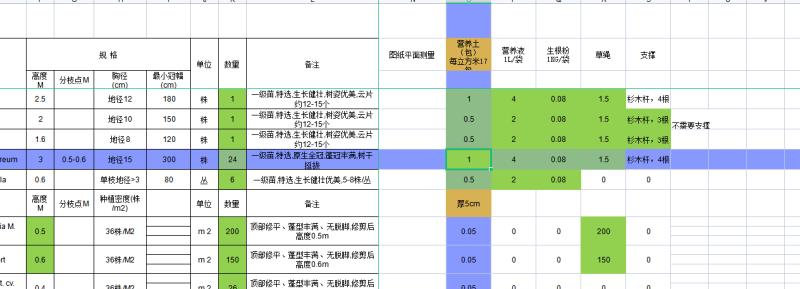 规 格 单位 数量 备注 图纸平面测量 营养土 营养液 生根粉 草绳 支撑
(包) 1L/袋 1KG/袋
每立方米17
包
高度 M 分枝点M 胸径 (cm) 最小冠幅 (cm)
2.5 地径12 180 株 1 一级苗,特选,生长健壮,树姿优美,云片约12-15个 1 4 0.08 1.5 杉木杆，4根
2 地径10 150 株 1 一级苗,特选,生长健壮,树姿优美,云片约12-15个 0.5 2 0.08 1.5 杉木杆，3根 不需要支撑
1.6 地径8 120 株 1 一级苗,特选,生长健壮,树姿优美,云片约12-15个 0.5 2 0.08 1.5 杉木杆，3根
reum 3 0.5-0.6 地径15 300 株 24 一级苗,特选,原生全冠,蓬冠丰满,树干挺拔 1 4 0.08 1.5 杉木杆，4根
la 0.6 单枝地径>3 80 丛 6 一级苗,特选,生长健壮优美,5-8株/丛 0.5 2 0.08 0 0
高度 M 分枝点M 种植密度(株/m2) 单位 数量 备注 厚5cm
ia M. 0.5 36株/M2 m2 200 顶部修平、蓬型丰满、无脱脚,修剪后高度0.5m 0.05 0 0 200 0
rt 0.6 36株/M2 m2 150 顶部修平、蓬型丰满、无脱脚,修剪后高度0.6m 0.05 0 0 150 0
t. cv. 0.4 36株/M2 m2 26 顶部修平、蓬型丰满、无脱脚,修剪后 0.05 0 0 0